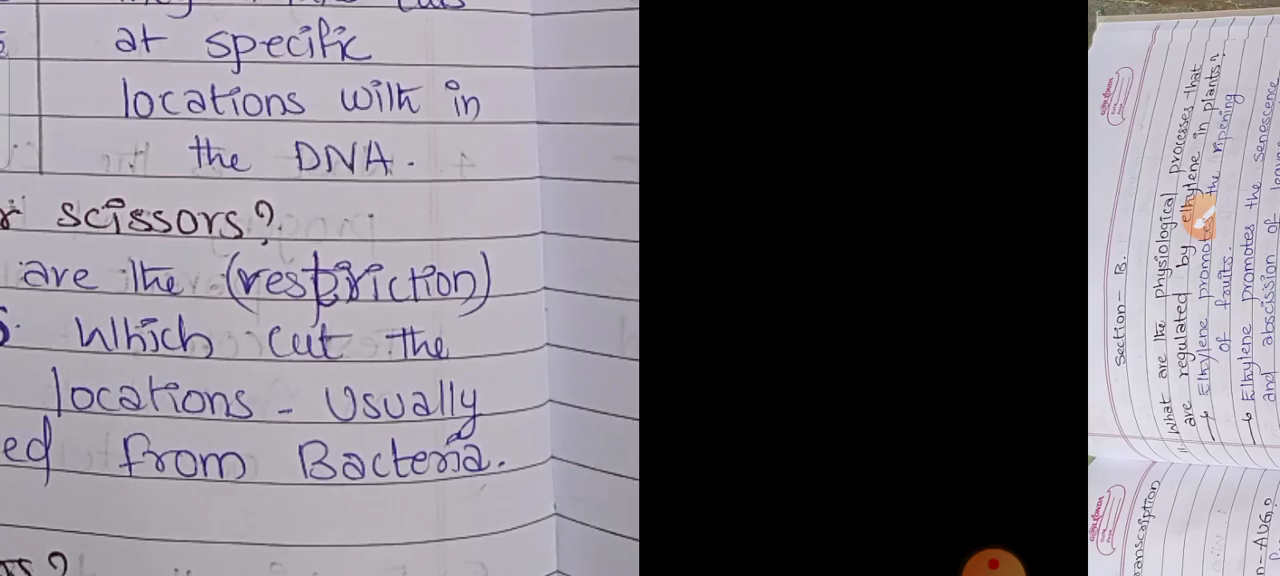 at specific
locations with in
the DNA.
scissors?
are the (restriction)
Which cut the
locations - Usually
ed from Bacteria.
Section - B.
What are the physiological processes that
are regulated by ethylene in plants?
→ Ethylene promotes the ripening
of fruits.
→ Ethylene promotes the senescence
and abscission of
ranscription
n--AUG?